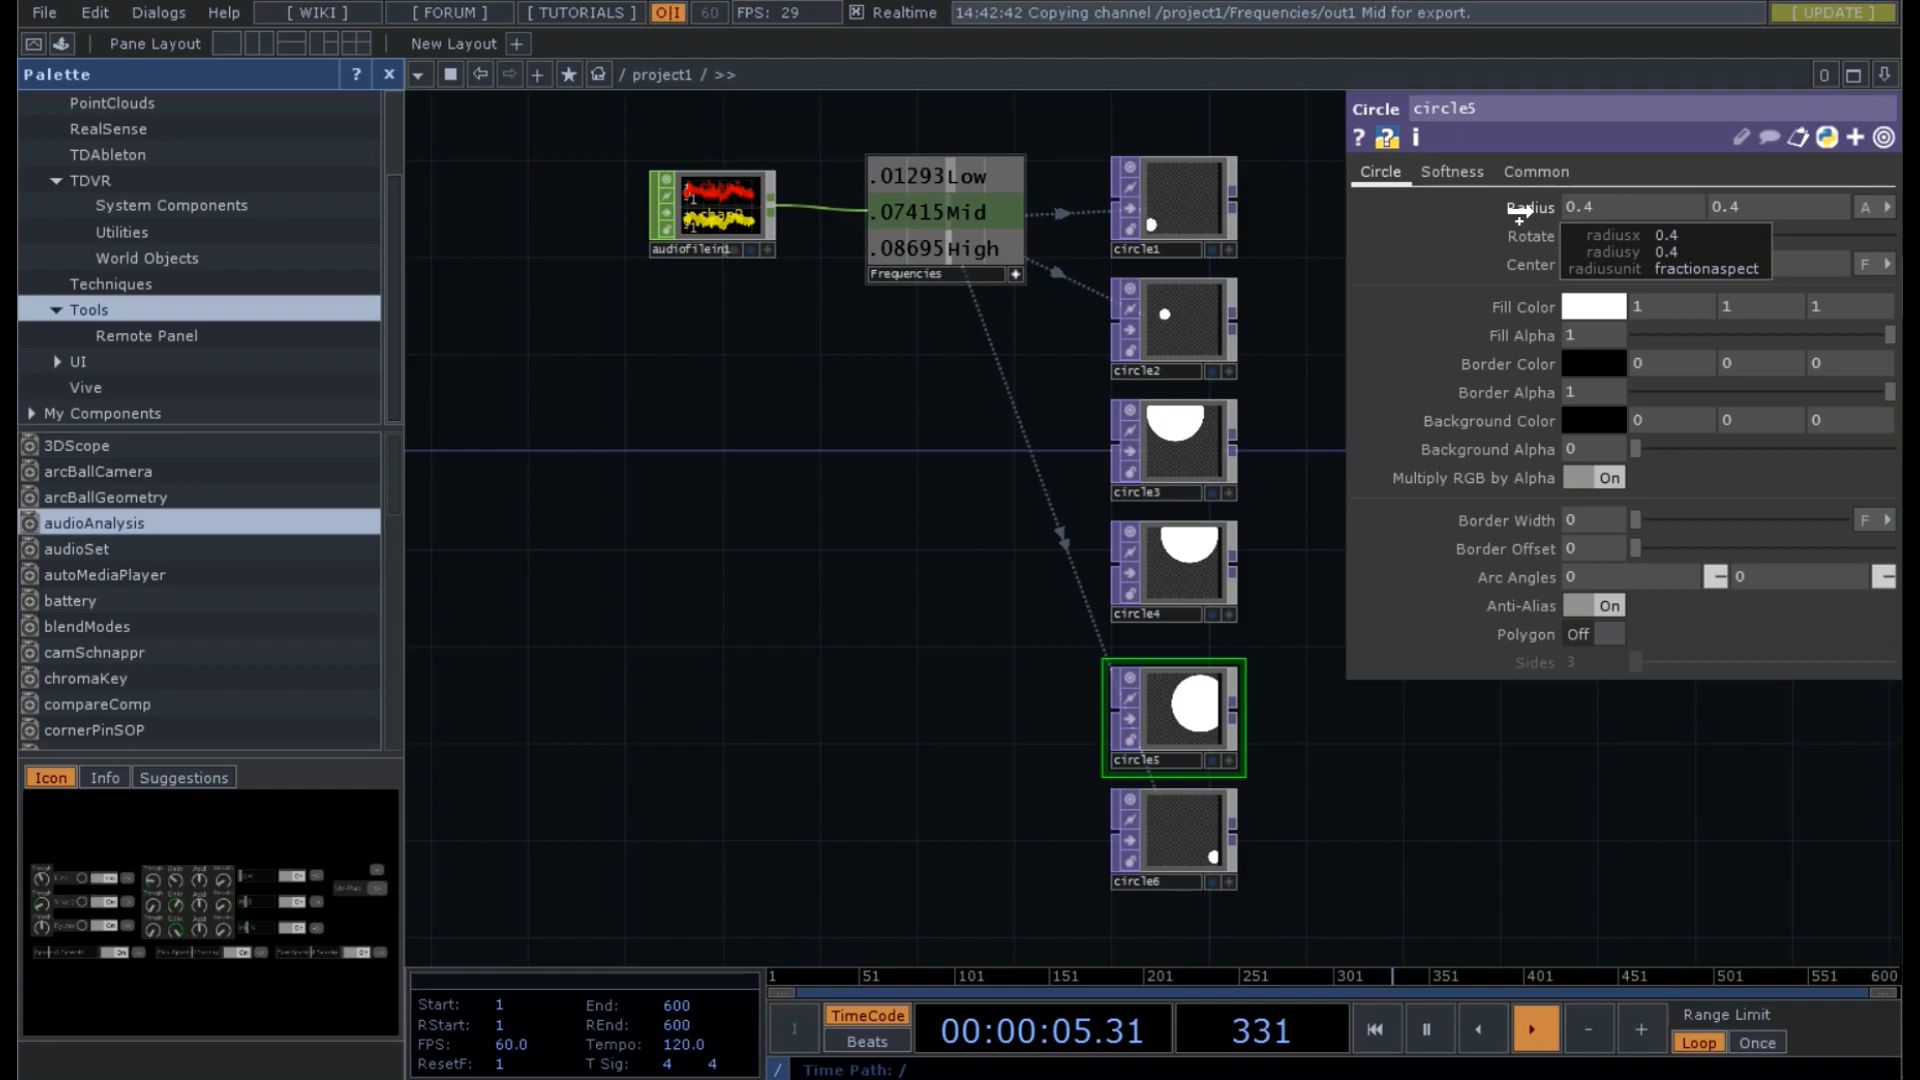 File Edit Dialogs Help [ WIKI ] [ FORUM ] [ TUTORIALS ] O|I 60 FPS: 29 Realtime 14:42:42 Copying channel /project1/Frequencies/out1 Mid for export. [ UPDATE ]
Pane Layout New Layout +
Palette ? x / project1 / >> 0
PointClouds
RealSense
TDAbleton
TDVR
System Components
Utilities
World Objects
Techniques
Tools
Remote Panel
UI
Vive
My Components
3DScope
arcBallCamera
arcBallGeometry
audioAnalysis
audioSet
autoMediaPlayer
battery
blendModes
camSchnappr
chromaKey
compareComp
cornerPinSOP
Icon Info Suggestions
audiofilein1
.01293Low
.07415Mid
.08695High
Frequencies
circle1
circle2
circle3
circle4
circle5
circle6
Circle circle5
? ? i
Circle Softness Common
Radius 0.4 0.4 A
Rotate
Center F
radiusx 0.4
radiusy 0.4
radiusunit fractionaspect
Fill Color 1 1 1
Fill Alpha 1
Border Color 0 0 0
Border Alpha 1
Background Color 0 0 0
Background Alpha 0
Multiply RGB by Alpha On
Border Width 0 F
Border Offset 0
Arc Angles 0 0
Anti-Alias On
Polygon Off
Sides 3
1 51 101 151 201 251 301 351 401 451 501 551 600
Start: 1 End: 600
RStart: 1 REnd: 600
FPS: 60.0 Tempo: 120.0
ResetF: 1 T Sig: 4 4
I TimeCode
Beats
00:00:05.31 331
- +
Range Limit
Loop Once
/ Time Path: /